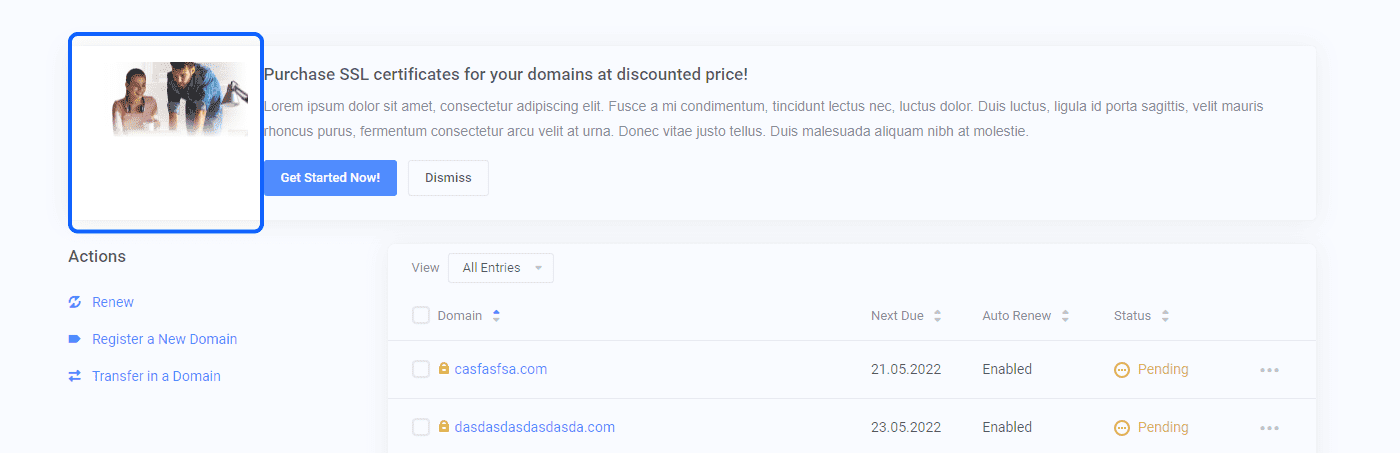 Purchase SSL certificates for your domains at discounted price!
Lorem ipsum dolor sit amet, consectetur adipiscing elit. Fusce a mi condimentum, tincidunt lectus nec, luctus dolor. Duis luctus, ligula id porta sagittis, velit mauris
rhoncus purus, fermentum consectetur arcu velit at urna. Donec vitae justo tellus. Duis malesuada aliquam nibh at molestie.
Get Started Now! Dismiss
Actions
Renew
Register a New Domain
Transfer in a Domain
View All Entries
Domain Next Due Auto Renew Status
casfasfsa.com 21.05.2022 Enabled Pending
dasdasdasdasdasda.com 23.05.2022 Enabled Pending